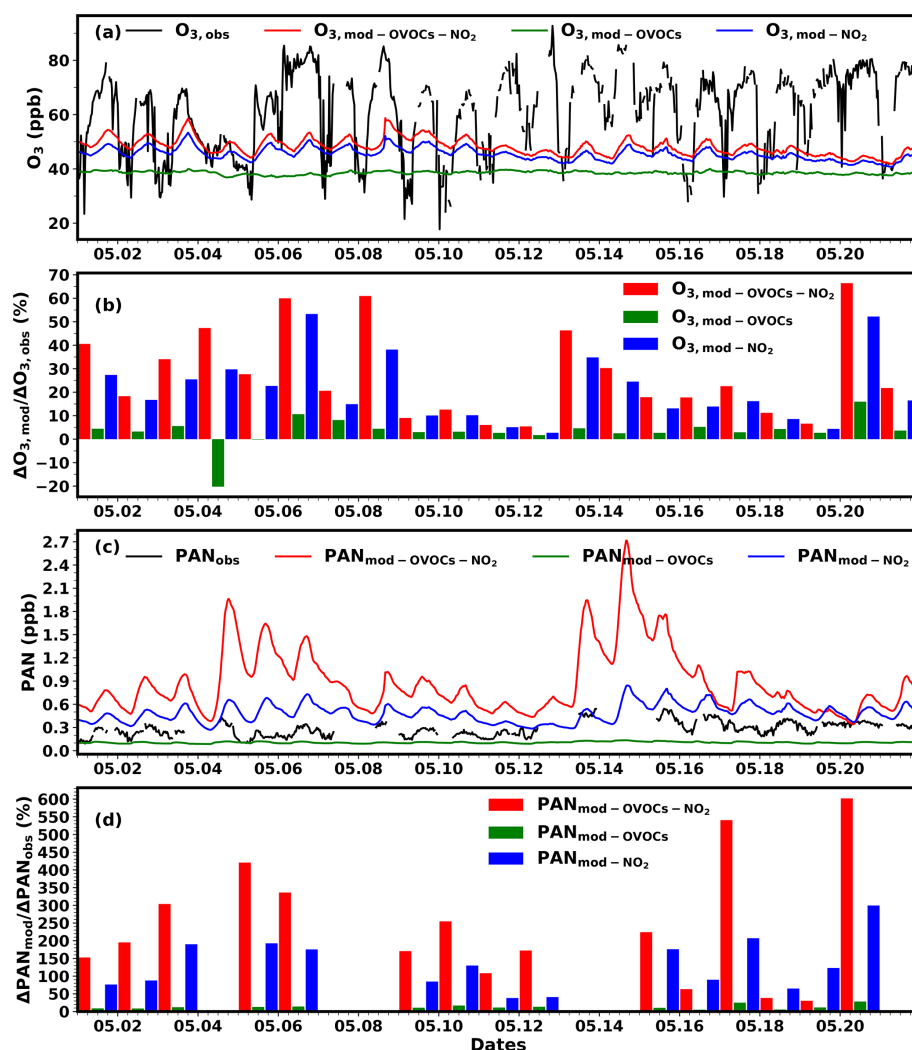 (a) O3,obs O3,mod−OVOCs−NO2 O3,mod−OVOCs O3,mod−NO2
O3 (ppb)
80
60
40
20
05.02 05.04 05.06 05.08 05.10 05.12 05.14 05.16 05.18 05.20
(b)
O3,mod−OVOCs−NO2
O3,mod−OVOCs
O3,mod−NO2
ΔO3,mod/ΔO3,obs (%)
70
60
50
40
30
20
10
0
−10
−20
05.02 05.04 05.06 05.08 05.10 05.12 05.14 05.16 05.18 05.20
(c) PANobs PANmod−OVOCs−NO2 PANmod−OVOCs PANmod−NO2
PAN (ppb)
2.7
2.4
2.1
1.8
1.5
1.2
0.9
0.6
0.3
0.0
05.02 05.04 05.06 05.08 05.10 05.12 05.14 05.16 05.18 05.20
(d)
PANmod−OVOCs−NO2
PANmod−OVOCs
PANmod−NO2
ΔPANmod/ΔPANobs (%)
600
550
500
450
400
350
300
250
200
150
100
50
0
05.02 05.04 05.06 05.08 05.10 05.12 05.14 05.16 05.18 05.20
Dates